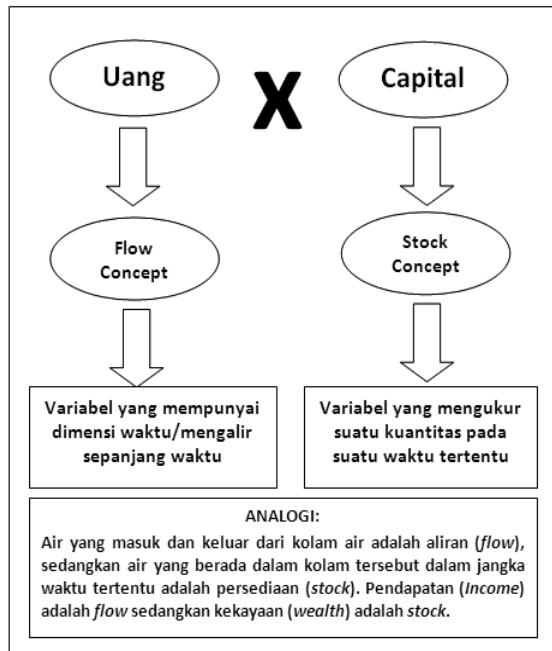 Uang
X
Capital
Flow
Concept
Stock
Concept
Variabel yang mempunyai
dimensi waktu/mengalir
sepanjang waktu
Variabel yang mengukur
suatu kuantitas pada
suatu waktu tertentu
ANALOGI:
Air yang masuk dan keluar dari kolam air adalah aliran (flow),
sedangkan air yang berada dalam kolam tersebut dalam jangka
waktu tertentu adalah persediaan (stock). Pendapatan (Income)
adalah flow sedangkan kekayaan (wealth) adalah stock.